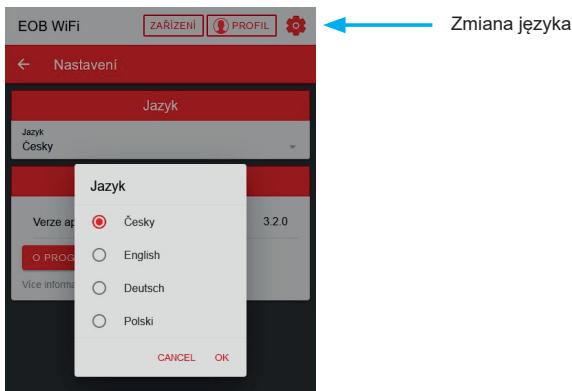 EOB WiFi
ZAŘÍZENÍ
PROFIL
Zmiana języka
Nastavení
Jazyk
Jazyk
Česky
Jazyk
Česky
English
Deutsch
Polski
CANCEL OK
Verze ap 3.2.0
O PROG
Více informa